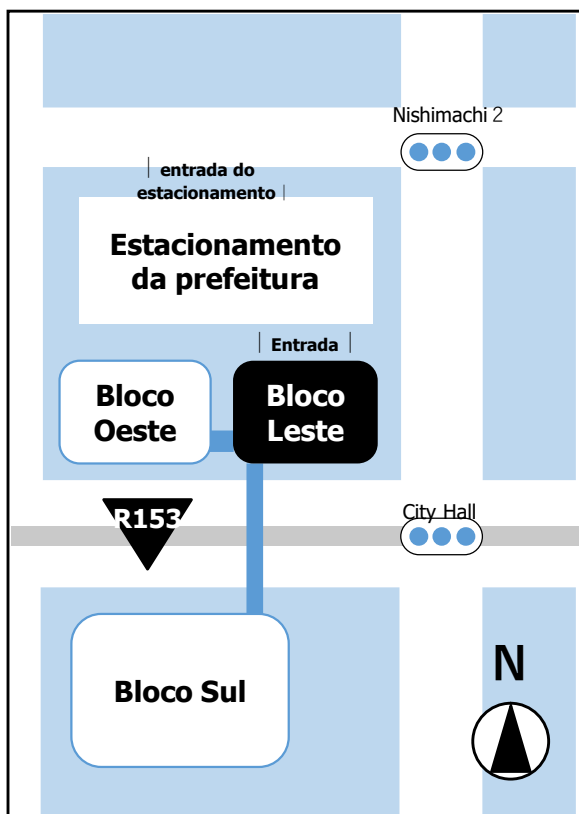 Nishimachi 2
entrada do
estacionamento
Estacionamento
da prefeitura
Entrada
Bloco
Oeste
Bloco
Leste
R153
City Hall
Bloco Sul
N